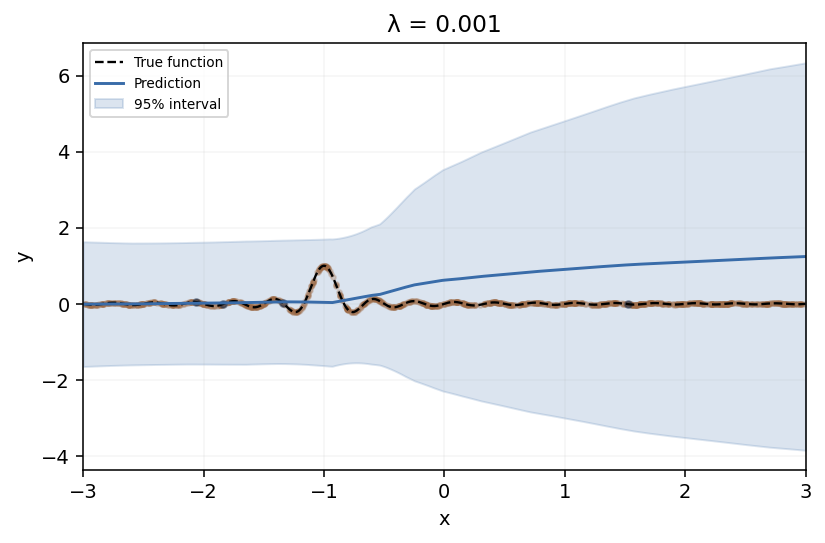 λ = 0.001
True function
Prediction
95% interval
y
6
4
2
0
−2
−4
−3 −2 −1 0 1 2 3
x